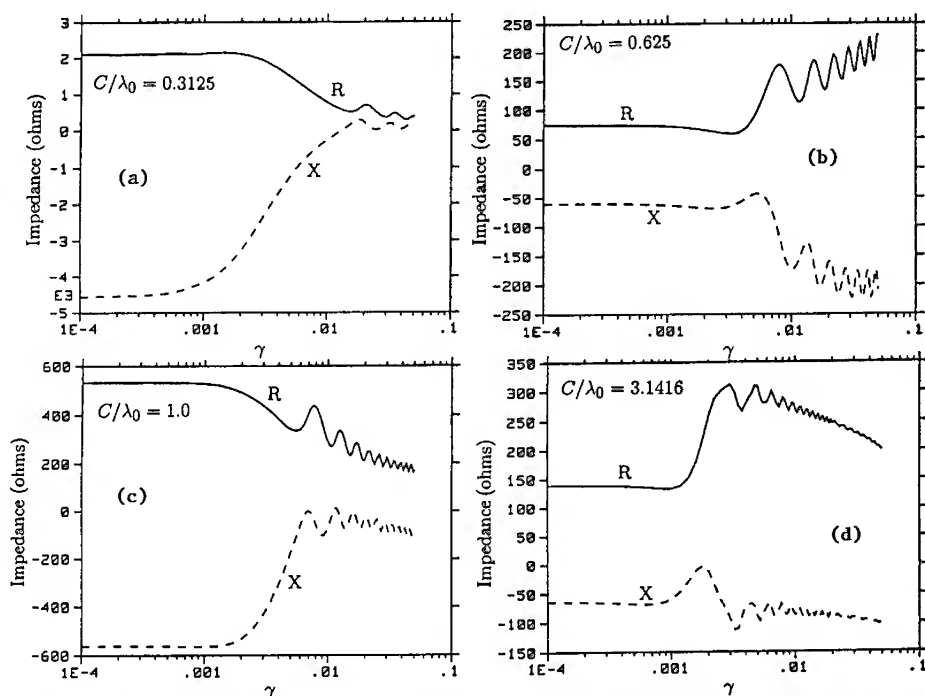 3
2
1
0
-1
-2
-3
-4
E3
-5
Impedance (ohms)
C/λ₀ = 0.3125
R
X
(a)
1E-4
.001
.01
.1
γ
250
200
150
100
50
0
-50
-100
-150
-200
-250
Impedance (ohms)
C/λ₀ = 0.625
R
X
(b)
1E-4
.001
.01
.1
γ
600
400
200
0
-200
-400
-600
Impedance (ohms)
C/λ₀ = 1.0
R
X
(c)
1E-4
.001
.01
.1
γ
350
300
250
200
150
100
50
0
-50
-100
-150
Impedance (ohms)
C/λ₀ = 3.1416
R
X
(d)
1E-4
.001
.01
.1
γ